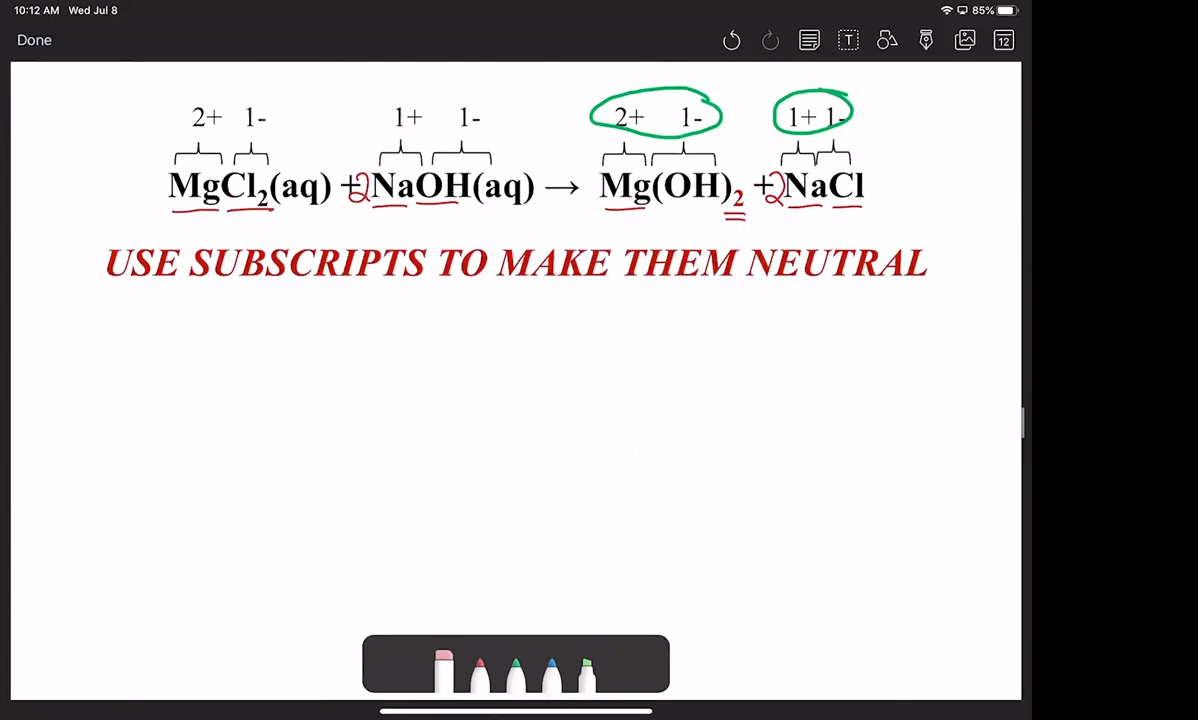 10:12 AM Wed Jul 8
85%
Done
T
12
2+ 1- 1+ 1- 2+ 1- 1+ 1-
MgCl₂(aq) + 2NaOH(aq) → Mg(OH)₂ + 2NaCl
USE SUBSCRIPTS TO MAKE THEM NEUTRAL